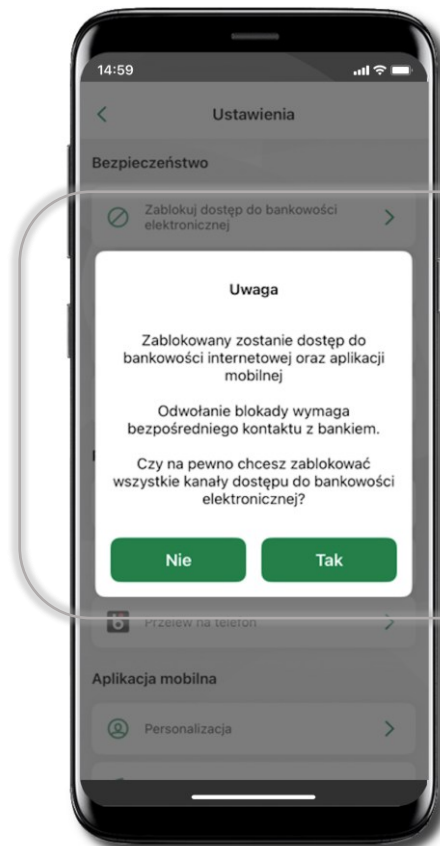 14:59
Ustawienia
Bezpieczeństwo
Zablokuj dostęp do bankowości
elektronicznej
Uwaga
Zablokowany zostanie dostęp do
bankowości internetowej oraz aplikacji
mobilnej
Odwołanie blokady wymaga
bezpośredniego kontaktu z bankiem.
Czy na pewno chcesz zablokować
wszystkie kanały dostępu do bankowości
elektronicznej?
Nie
Tak
Przelew na telefon
Aplikacja mobilna
Personalizacja